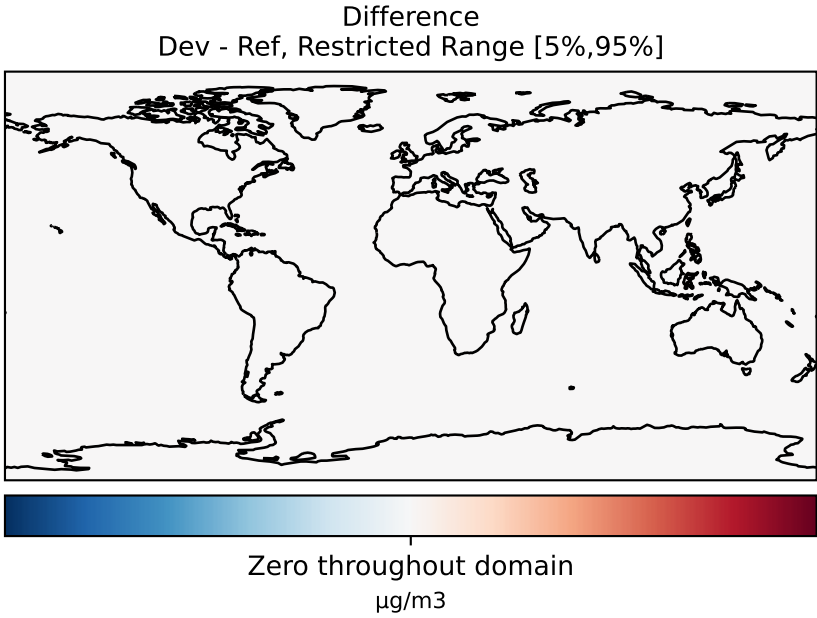 Difference
Dev - Ref, Restricted Range [5%,95%]
Zero throughout domain
μg/m3